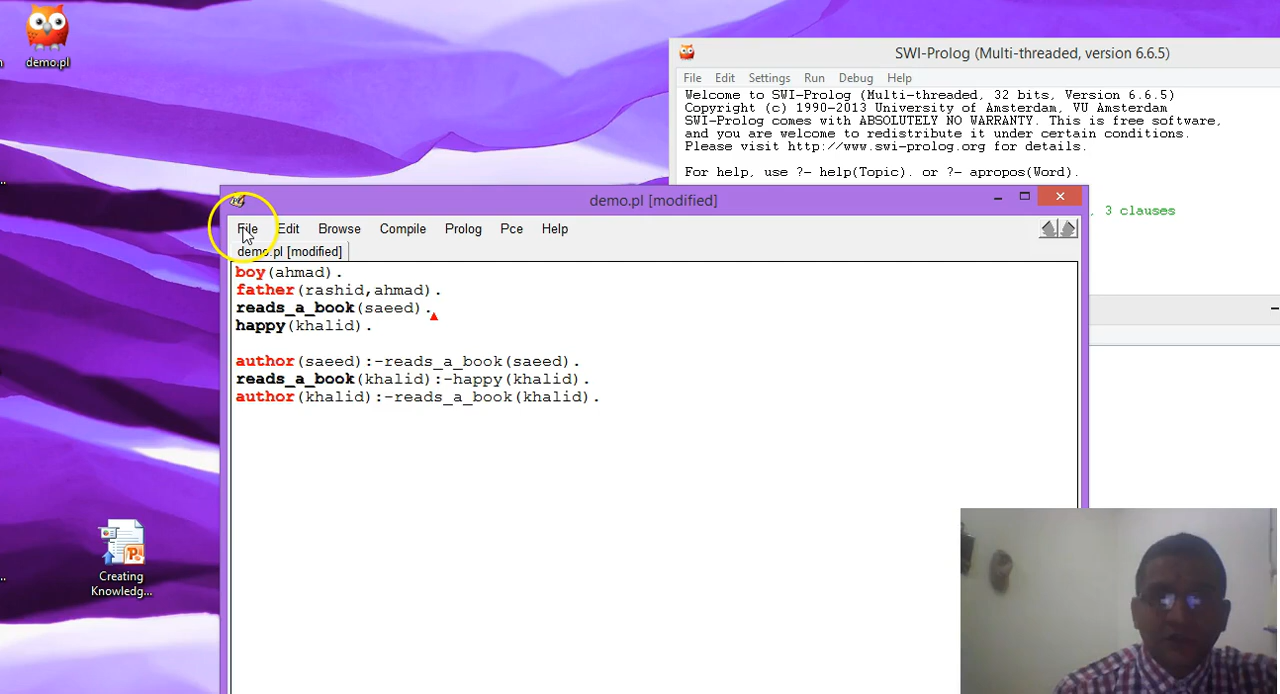 demo.pl
SWI-Prolog (Multi-threaded, version 6.6.5)
File Edit Settings Run Debug Help
Welcome to SWI-Prolog (Multi-threaded, 32 bits, Version 6.6.5)
Copyright (c) 1990-2013 University of Amsterdam, VU Amsterdam
SWI-Prolog comes with ABSOLUTELY NO WARRANTY. This is free software,
and you are welcome to redistribute it under certain conditions.
Please visit http://www.swi-prolog.org for details.
For help, use ?- help(Topic). or ?- apropos(Word).
, 3 clauses
demo.pl [modified]
File Edit Browse Compile Prolog Pce Help
demo.pl [modified]
boy(ahmad).
father(rashid,ahmad).
reads_a_book(saeed).
happy(khalid).
author(saeed):-reads_a_book(saeed).
reads_a_book(khalid):-happy(khalid).
author(khalid):-reads_a_book(khalid).
Creating
Knowledg...